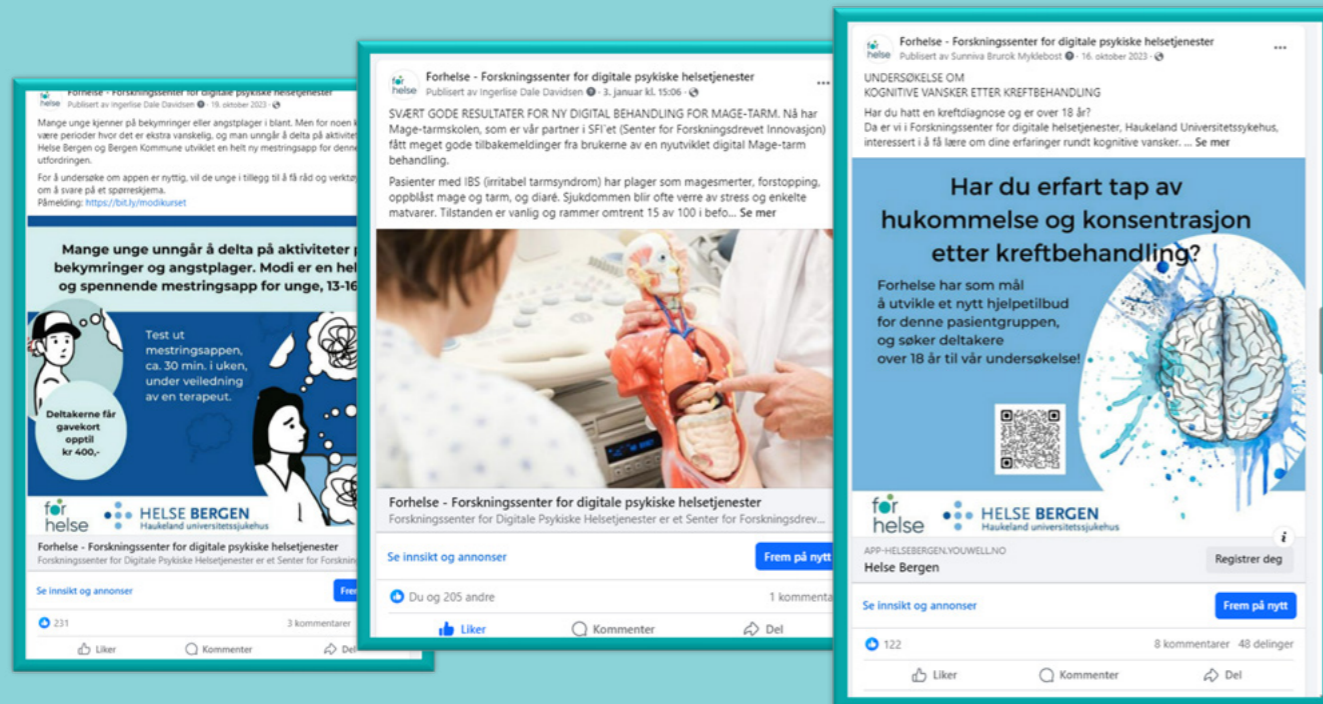 Forhelse - Forskningssenter for digitale psykiske helsetjenester
Publisert av Ingerlise Dale Davidsen · 19. oktober 2023 ·
Mange unge kjenner på bekymringer eller angstplager i blant. Men for noen k
være perioder hvor det er ekstra vanskelig, og man unngår å delta på aktivitet
Helse Bergen og Bergen Kommune utviklet en helt ny mestringsapp for denne
utfordringen.
For å undersøke om appen er nyttig, vil de unge i tillegg til å få råd og verktøy
om å svare på et spørreskjema.
Påmelding: https://bit.ly/modikurset
Mange unge unngår å delta på aktiviteter p
bekymringer og angstplager. Modi er en hel
og spennende mestringsapp for unge, 13-16
Test ut
mestringsappen,
ca. 30 min. i uken,
under veiledning
av en terapeut.
Deltakerne får
gavekort
opptil
kr 400,-
før
helse
HELSE BERGEN
Haukeland universitetssjukehus
Forhelse - Forskningssenter for digitale psykiske helsetjenester
Forskningssenter for Digitale Psykiske Helsetjenester er et Senter for Forsknin
Se innsikt og annonser
Fre
231
3 kommentarer
Liker
Kommenter
Del
før
helse
Forhelse - Forskningssenter for digitale psykiske helsetjenester
Publisert av Ingerlise Dale Davidsen · 3. januar kl. 15:06 ·
SVÆRT GODE RESULTATER FOR NY DIGITAL BEHANDLING FOR MAGE-TARM. Nå har
Mage-tarmskolen, som er vår partner i SFI'et (Senter for Forskningsdrevet Innovasjon)
fått meget gode tilbakemeldinger fra brukerne av en nyutviklet digital Mage-tarm
behandling.
Pasienter med IBS (irritabel tarmsyndrom) har plager som magesmerter, forstopping,
oppblåst mage og tarm, og diaré. Sjukdommen blir ofte verre av stress og enkelte
matvarer. Tilstanden er vanlig og rammer omtrent 15 av 100 i befo... Se mer
Forhelse - Forskningssenter for digitale psykiske helsetjenester
Forskningssenter for Digitale Psykiske Helsetjenester er et Senter for Forskningsdrev...
Se innsikt og annonser
Frem på nytt
Du og 205 andre
1 kommenta
Liker
Kommenter
Del
før
helse
Forhelse - Forskningssenter for digitale psykiske helsetjenester
Publisert av Sunniva Brurok Myklebost · 16. oktober 2023 ·
UNDERSØKELSE OM
KOGNITIVE VANSKER ETTER KREFTBEHANDLING
Har du hatt en kreftdiagnose og er over 18 år?
Da er vi i Forskningssenter for digitale helsetjenester, Haukeland Universitetssykehus,
interessert i å få lære om dine erfaringer rundt kognitive vansker. ... Se mer
Har du erfart tap av
hukommelse og konsentrasjon
etter kreftbehandling?
Forhelse har som mål
å utvikle et nytt hjelpetilbud
for denne pasientgruppen,
og søker deltakere
over 18 år til vår undersøkelse!
før
helse
HELSE BERGEN
Haukeland universitetssjukehus
APP-HELSEBERGEN.YOUWELL.NO
Helse Bergen
Registrer deg
Se innsikt og annonser
Frem på nytt
122
8 kommentarer 48 delinger
Liker
Kommenter
Del